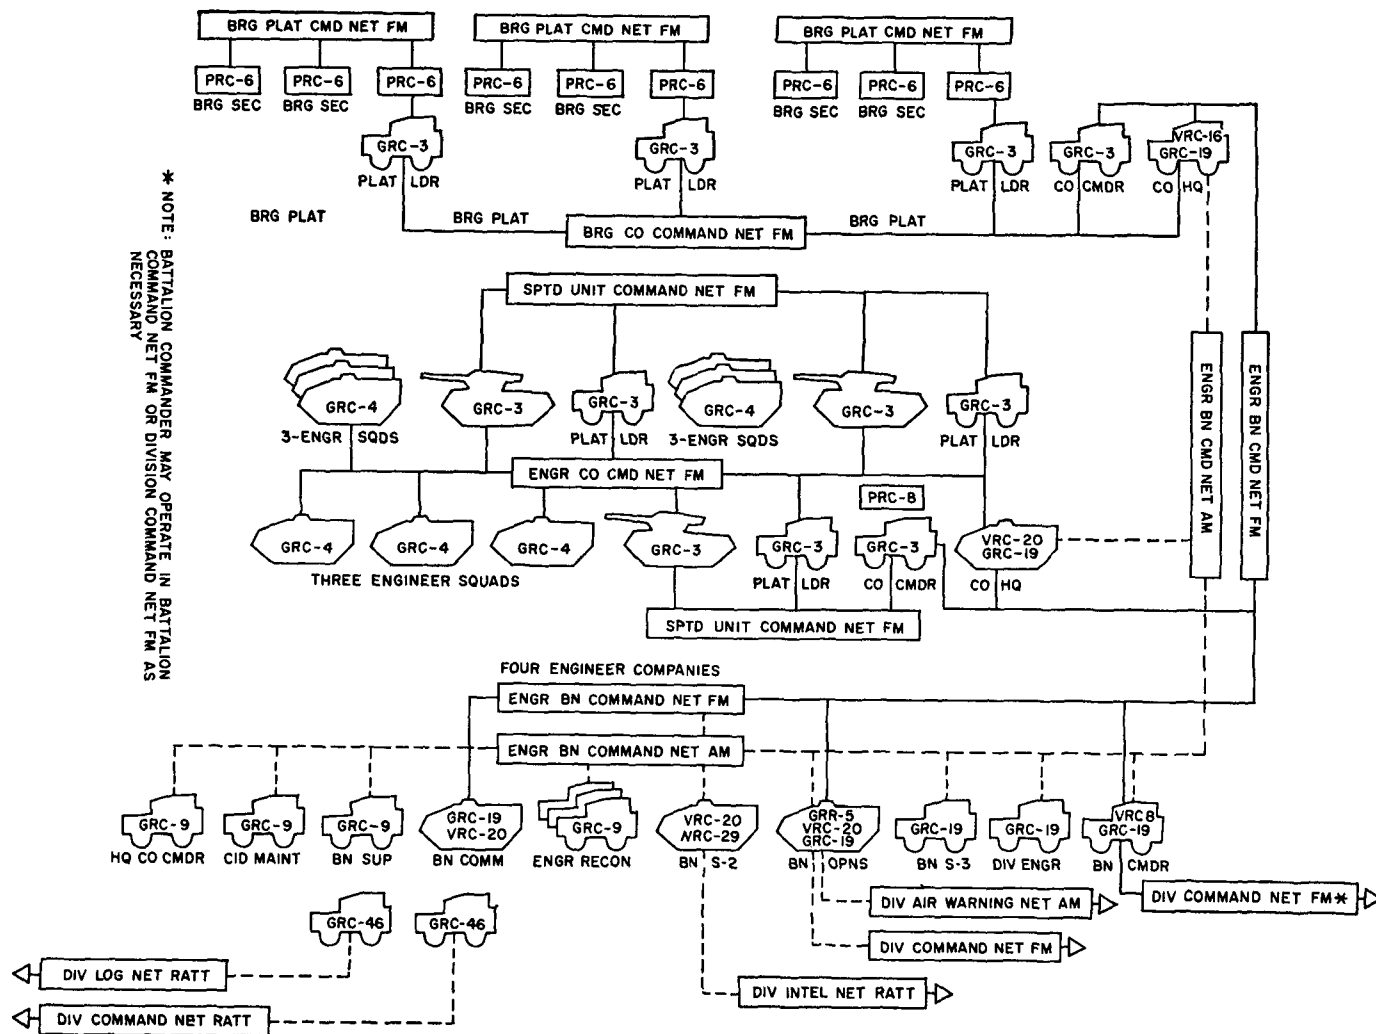 BRG PLAT CMD NET FM
BRG PLAT CMD NET FM
BRG PLAT CMD NET FM
PRC-6
PRC-6
PRC-6
PRC-6
PRC-6
PRC-6
PRC-6
PRC-6
PRC-6
BRG SEC
BRG SEC
BRG SEC
BRG SEC
BRG SEC
BRG SEC
GRC-3
GRC-3
GRC-3
GRC-3
VRC-16
GRC-19
PLAT LDR
PLAT LDR
PLAT LDR
CO CMDR
CO HQ
BRG PLAT
BRG PLAT
BRG CO COMMAND NET FM
BRG PLAT
* NOTE: BATTALION COMMANDER MAY OPERATE IN BATTALION
COMMAND NET FM OR DIVISION COMMAND NET FM AS
NECESSARY
SPTD UNIT COMMAND NET FM
GRC-4
GRC-3
GRC-3
GRC-4
GRC-3
GRC-3
3-ENGR SQDS
PLAT LDR
3-ENGR SQDS
PLAT LDR
ENGR BN CMD NET AM
ENGR BN CMD NET FM
ENGR CO CMD NET FM
PRC-8
GRC-4
GRC-4
GRC-4
GRC-3
GRC-3
GRC-3
VRC-20
GRC-19
THREE ENGINEER SQUADS
PLAT LDR
CO CMDR
CO HQ
SPTD UNIT COMMAND NET FM
FOUR ENGINEER COMPANIES
ENGR BN COMMAND NET FM
ENGR BN COMMAND NET AM
GRC-9
GRC-9
GRC-9
GRC-19
VRC-20
GRC-9
VRC-20
VRC-29
GRR-5
VRC-20
GRC-19
GRC-19
GRC-19
VRC8
GRC-19
HQ CO CMDR
CID MAINT
BN SUP
BN COMM
ENGR RECON
BN S-2
BN OPNS
BN S-3
DIV ENGR
BN CMDR
DIV AIR WARNING NET AM
DIV COMMAND NET FM*
GRC-46
GRC-46
DIV COMMAND NET FM
DIV LOG NET RATT
DIV INTEL NET RATT
DIV COMMAND NET RATT